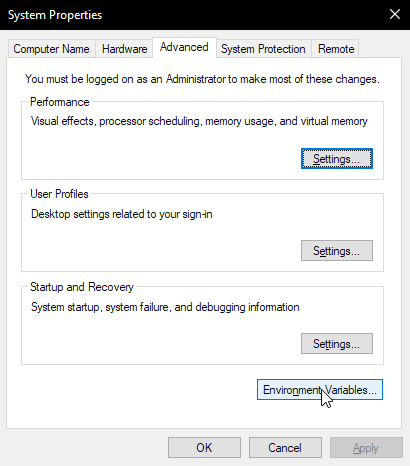 System Properties
Computer Name Hardware Advanced System Protection Remote
You must be logged on as an Administrator to make most of these changes.
Performance
Visual effects, processor scheduling, memory usage, and virtual memory
Settings...
User Profiles
Desktop settings related to your sign-in
Settings...
Startup and Recovery
System startup, system failure, and debugging information
Settings...
Environment Variables...
OK Cancel Apply